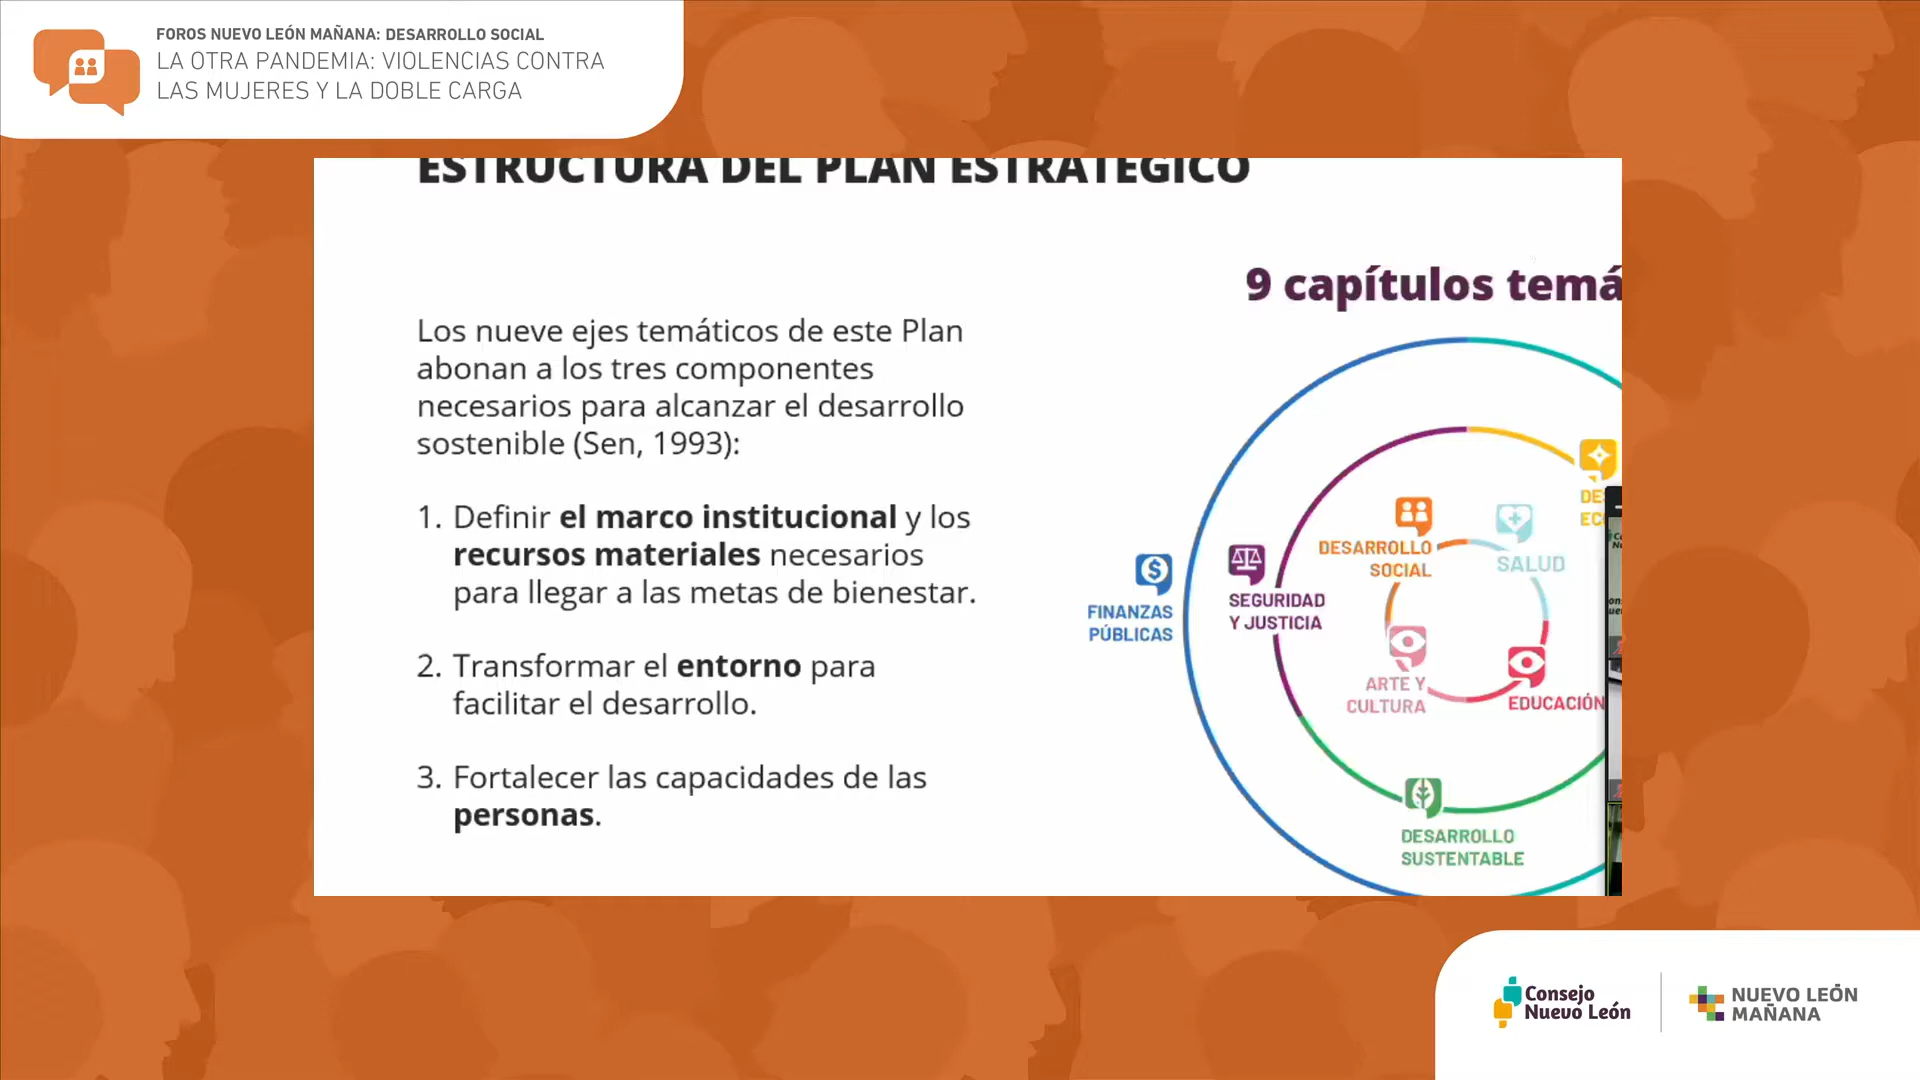 FOROS NUEVO LEÓN MAÑANA: DESARROLLO SOCIAL
LA OTRA PANDEMIA: VIOLENCIAS CONTRA
LAS MUJERES Y LA DOBLE CARGA
ESTRUCTURA DEL PLAN ESTRATÉGICO
9 capítulos temá
Los nueve ejes temáticos de este Plan
abonan a los tres componentes
necesarios para alcanzar el desarrollo
sostenible (Sen, 1993):
1. Definir el marco institucional y los
recursos materiales necesarios
para llegar a las metas de bienestar.
2. Transformar el entorno para
facilitar el desarrollo.
3. Fortalecer las capacidades de las
personas.
FINANZAS
PÚBLICAS
SEGURIDAD
Y JUSTICIA
DESARROLLO
SOCIAL
SALUD
ARTE Y
CULTURA
EDUCACIÓN
DESARROLLO
SUSTENTABLE
Consejo
Nuevo León
NUEVO LEÓN
MAÑANA